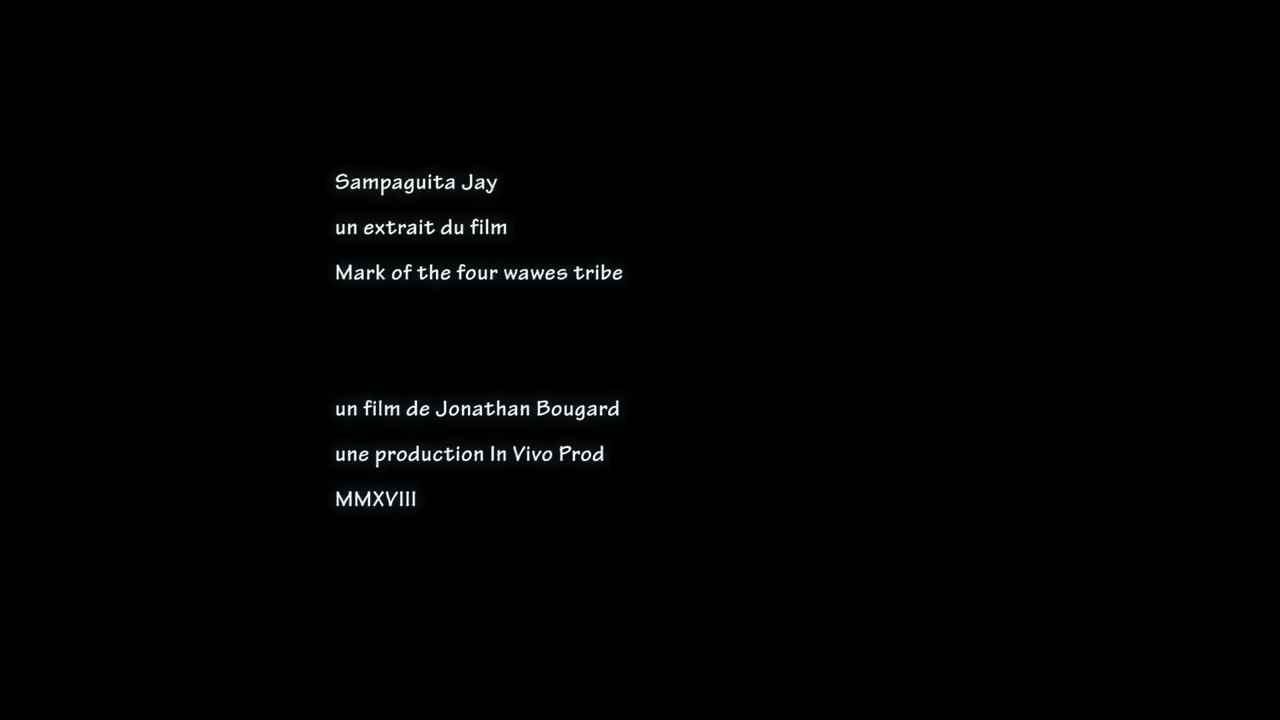 Sampaguita Jay
un extrait du film
Mark of the four wawes tribe
un film de Jonathan Bougard
une production In Vivo Prod
MMXVIII